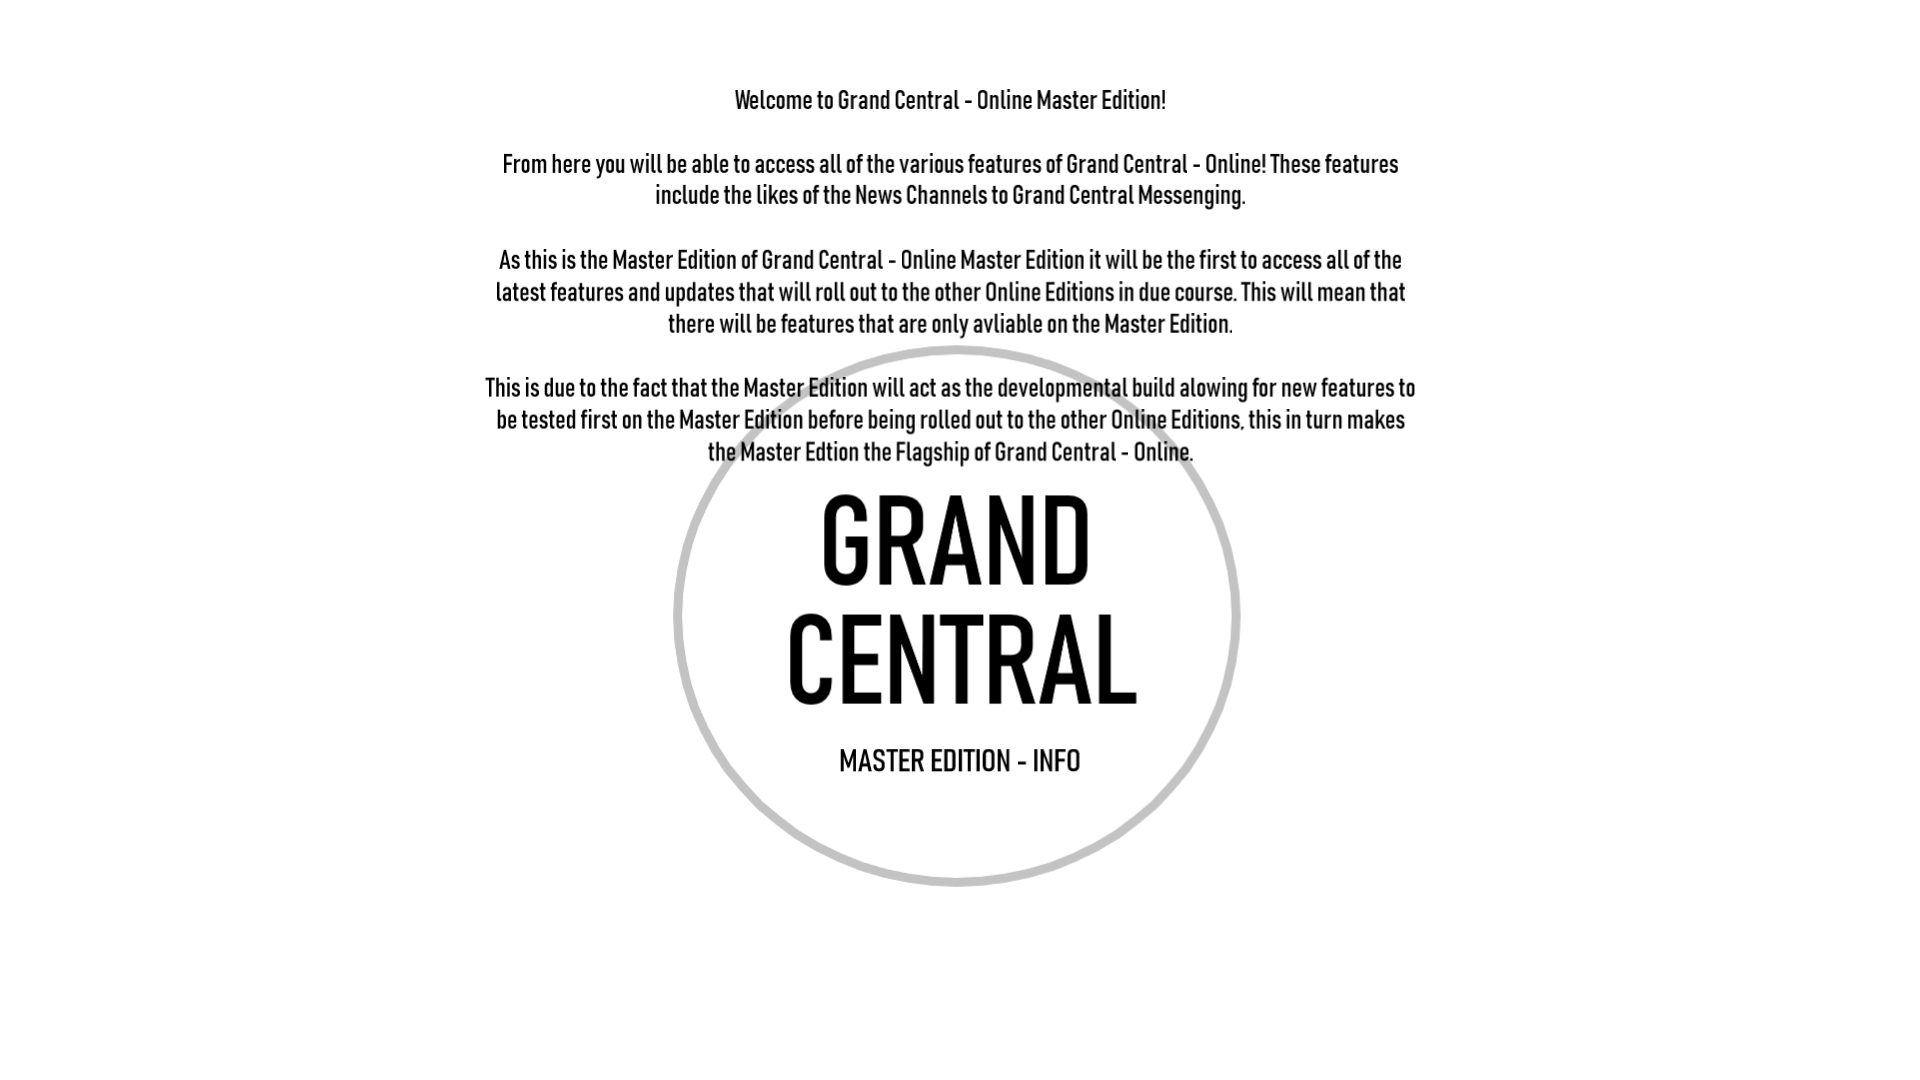 Welcome to Grand Central - Online Master Edition!
From here you will be able to access all of the various features of Grand Central - Online! These features
include the likes of the News Channels to Grand Central Messenging.
As this is the Master Edition of Grand Central - Online Master Edition it will be the first to access all of the
latest features and updates that will roll out to the other Online Editions in due course. This will mean that
there will be features that are only avliable on the Master Edition.
This is due to the fact that the Master Edition will act as the developmental build alowing for new features to
be tested first on the Master Edition before being rolled out to the other Online Editions, this in turn makes
the Master Edtion the Flagship of Grand Central - Online.
GRAND
CENTRAL
MASTER EDITION - INFO